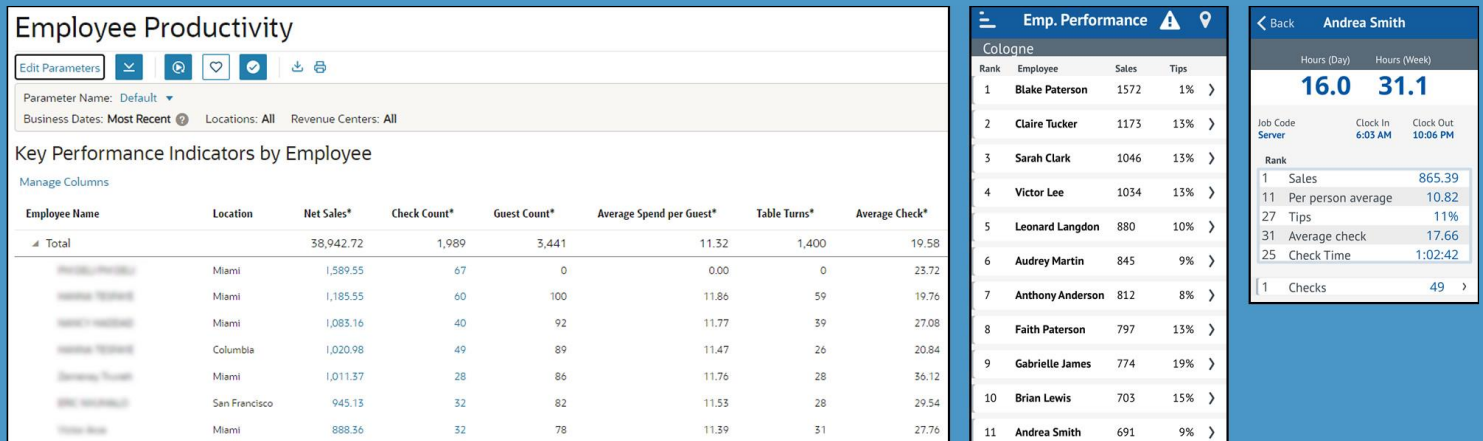 Employee Productivity
Edit Parameters
Parameter Name: Default
Business Dates: Most Recent Locations: All Revenue Centers: All
Key Performance Indicators by Employee
Manage Columns
Employee Name Location Net Sales* Check Count* Guest Count* Average Spend per Guest* Table Turns* Average Check*
Total 38,942.72 1,989 3,441 11.32 1,400 19.58
Miami 1,589.55 67 0 0.00 0 23.72
Miami 1,185.55 60 100 11.86 59 19.76
Miami 1,083.16 40 92 11.77 39 27.08
Columbia 1,020.98 49 89 11.47 26 20.84
Miami 1,011.37 28 86 11.76 28 36.12
San Francisco 945.13 32 82 11.53 28 29.54
Miami 888.36 32 78 11.39 31 27.76
Emp. Performance
Cologne
Rank Employee Sales Tips
1 Blake Paterson 1572 1%
2 Claire Tucker 1173 13%
3 Sarah Clark 1046 13%
4 Victor Lee 1034 13%
5 Leonard Langdon 880 10%
6 Audrey Martin 845 9%
7 Anthony Anderson 812 8%
8 Faith Paterson 797 13%
9 Gabrielle James 774 19%
10 Brian Lewis 703 15%
11 Andrea Smith 691 9%
Back Andrea Smith
Hours (Day) Hours (Week)
16.0 31.1
Job Code Clock In Clock Out
Server 6:03 AM 10:06 PM
Rank
1 Sales 865.39
11 Per person average 10.82
27 Tips 11%
31 Average check 17.66
25 Check Time 1:02:42
1 Checks 49